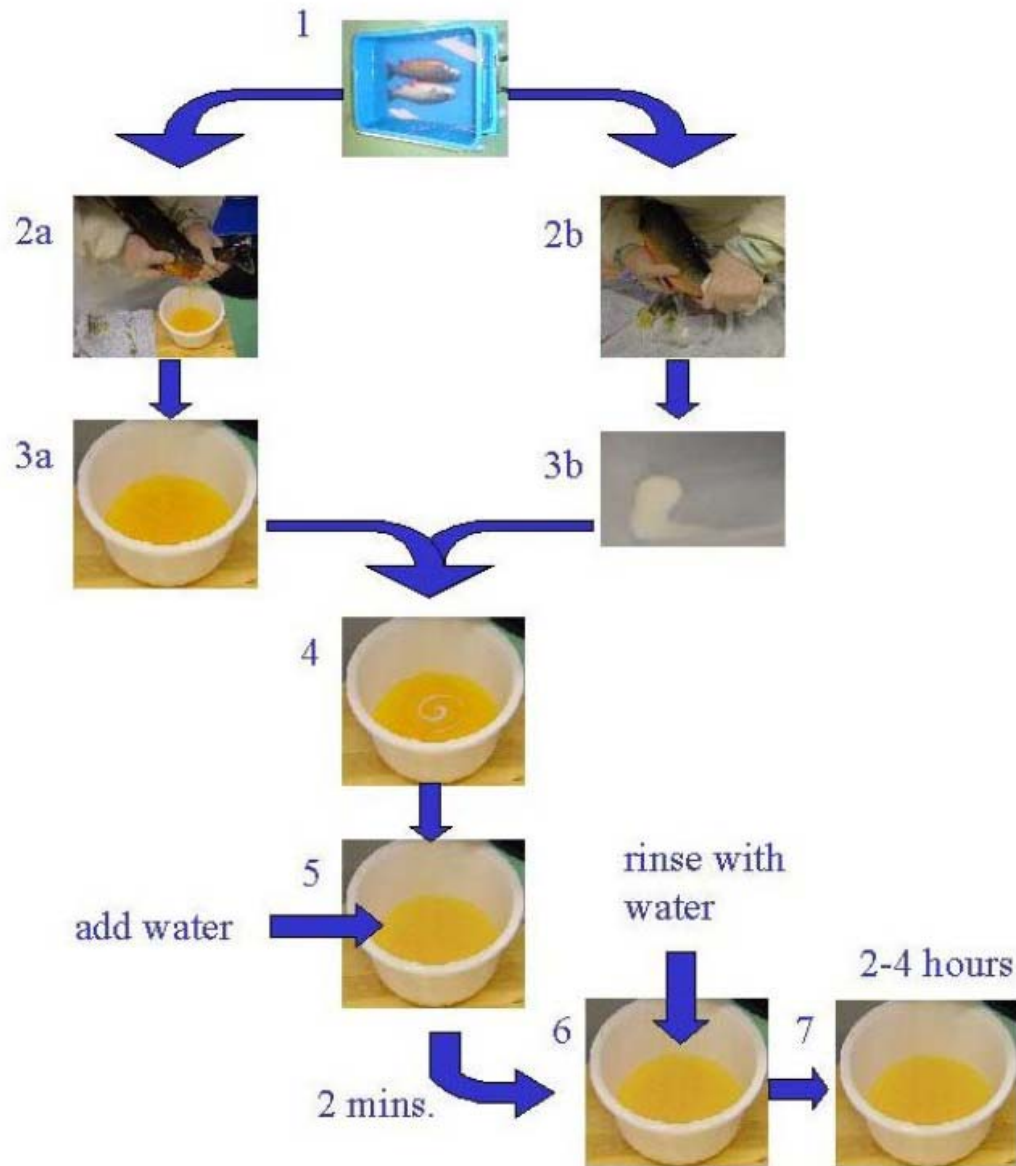 1
2a
2b
3a
3b
4
5
add water
rinse with
water
2-4 hours
6
7
2 mins.